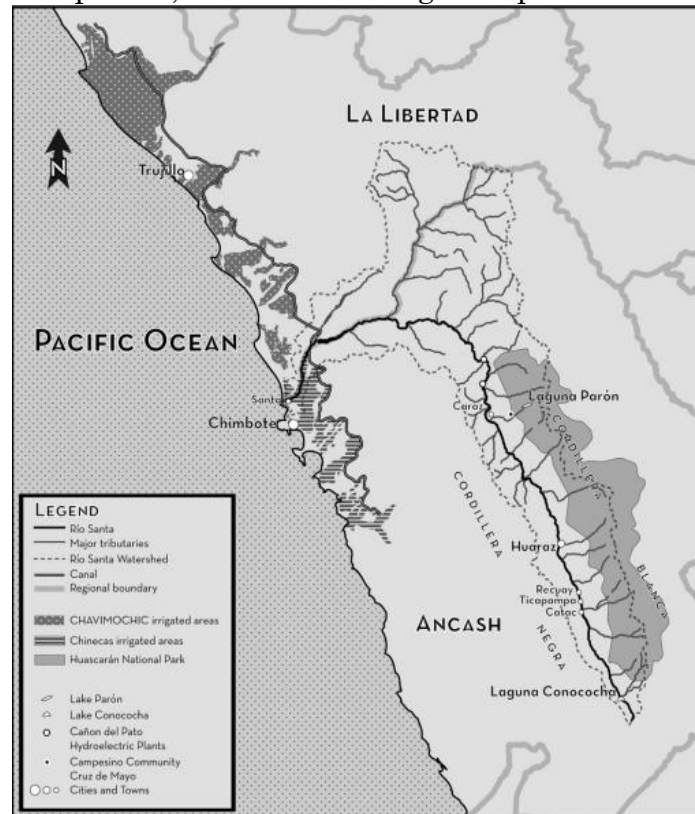 LA LIBERTAD
N
Trujillo
PACIFIC OCEAN
Santa
Chimbote
Caraz
Laguna Parón
CORDILLERA
BLANCA
CORDILLERA
NEGRA
Huaraz
Recuay
Ticapampa
Catac
ANCASH
Laguna Conococha
LEGEND
Río Santa
Major tributaries
Río Santa Watershed
Canal
Regional boundary
CHAVIMOCHIC irrigated areas
Chinecas irrigated areas
Huascarán National Park
Lake Parón
Lake Conococha
Cañon del Pato
Hydroelectric Plants
Campesino Community
Cruz de Mayo
Cities and Towns